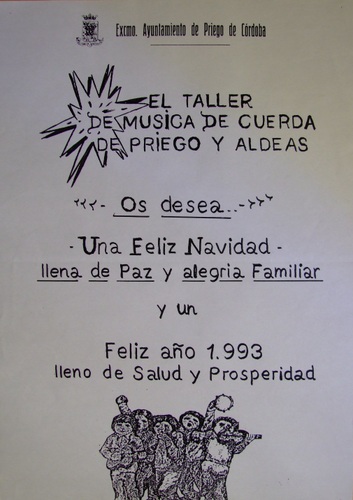 Excmo. Ayuntamiento de Priego de Córdoba
EL TALLER
DE MUSICA DE CUERDA
DE PRIEGO Y ALDEAS
Os desea..
- Una Feliz Navidad -
llena de Paz y alegria Familiar
y un
Feliz año 1.993
lleno de Salud y Prosperidad